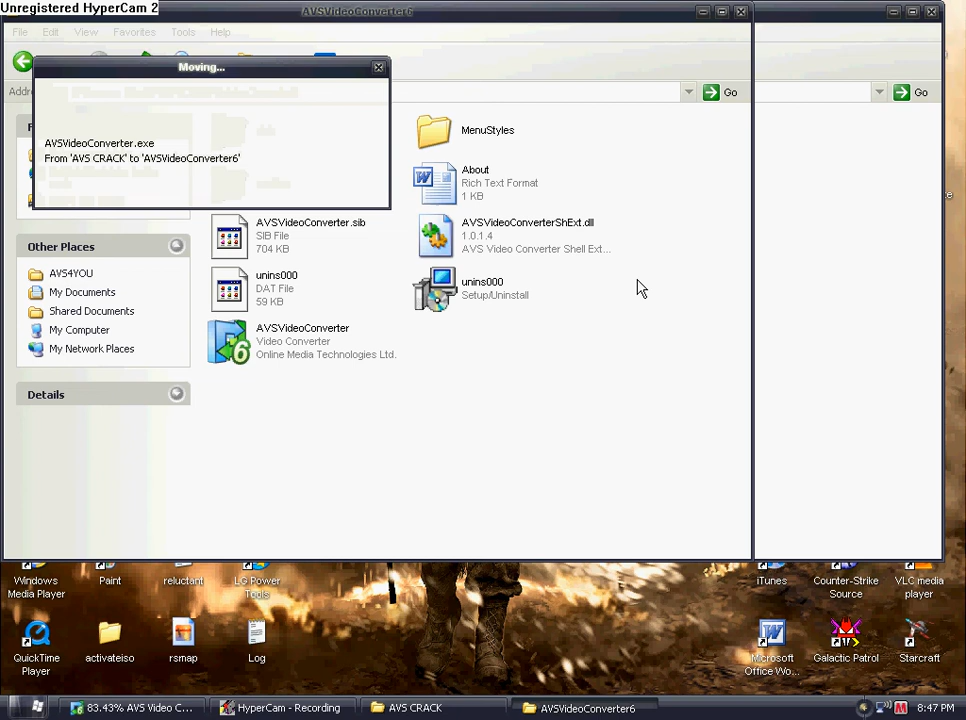 Unregistered HyperCam 2
AVSVideoConverter6
File Edit View Favorites Tools Help
Moving...
Addre
Go
Go
AVSVideoConverter.exe
From 'AVS CRACK' to 'AVSVideoConverter6'
MenuStyles
About
Rich Text Format
1 KB
AVSVideoConverter.sib
SIB File
704 KB
AVSVideoConverterShExt.dll
1.0.1.4
AVS Video Converter Shell Ext...
unins000
DAT File
59 KB
unins000
Setup/Uninstall
AVSVideoConverter
Video Converter
Online Media Technologies Ltd.
Other Places
AVS4YOU
My Documents
Shared Documents
My Computer
My Network Places
Details
Windows Media Player
Paint
reluctant
LG Power Tools
iTunes
Counter-Strike Source
VLC media player
QuickTime Player
activateiso
rsmap
Log
Microsoft Office Wo...
Galactic Patrol
Starcraft
83.43% AVS Video C...
HyperCam - Recording
AVS CRACK
AVSVideoConverter6
8:47 PM